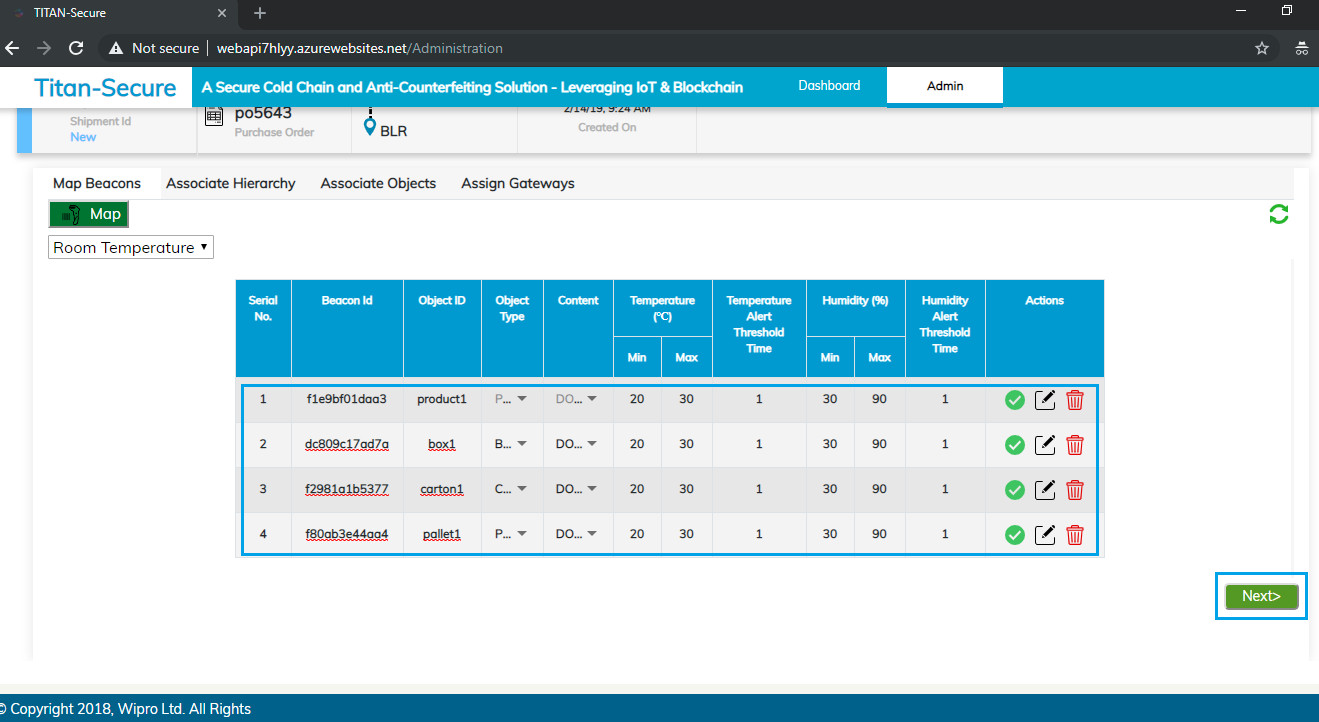 TITAN-Secure
Not secure webapi7hlyy.azurewebsites.net/Administration
Titan-Secure A Secure Cold Chain and Anti-Counterfeiting Solution - Leveraging IoT & Blockchain Dashboard Admin
Shipment Id
New
po5643
Purchase Order
BLR
2/14/19, 9:24 AM
Created On
Map Beacons Associate Hierarchy Associate Objects Assign Gateways
Map
Room Temperature
Serial No. Beacon Id Object ID Object Type Content Temperature (°C) Min Max Temperature Alert Threshold Time Humidity (%) Min Max Humidity Alert Threshold Time Actions
1 f1e9bf01daa3 product1 P... DO... 20 30 1 30 90 1
2 dc809c17ad7a box1 B... DO... 20 30 1 30 90 1
3 f2981a1b5377 carton1 C... DO... 20 30 1 30 90 1
4 f80ab3e44aa4 pallet1 P... DO... 20 30 1 30 90 1
Next>
© Copyright 2018, Wipro Ltd. All Rights